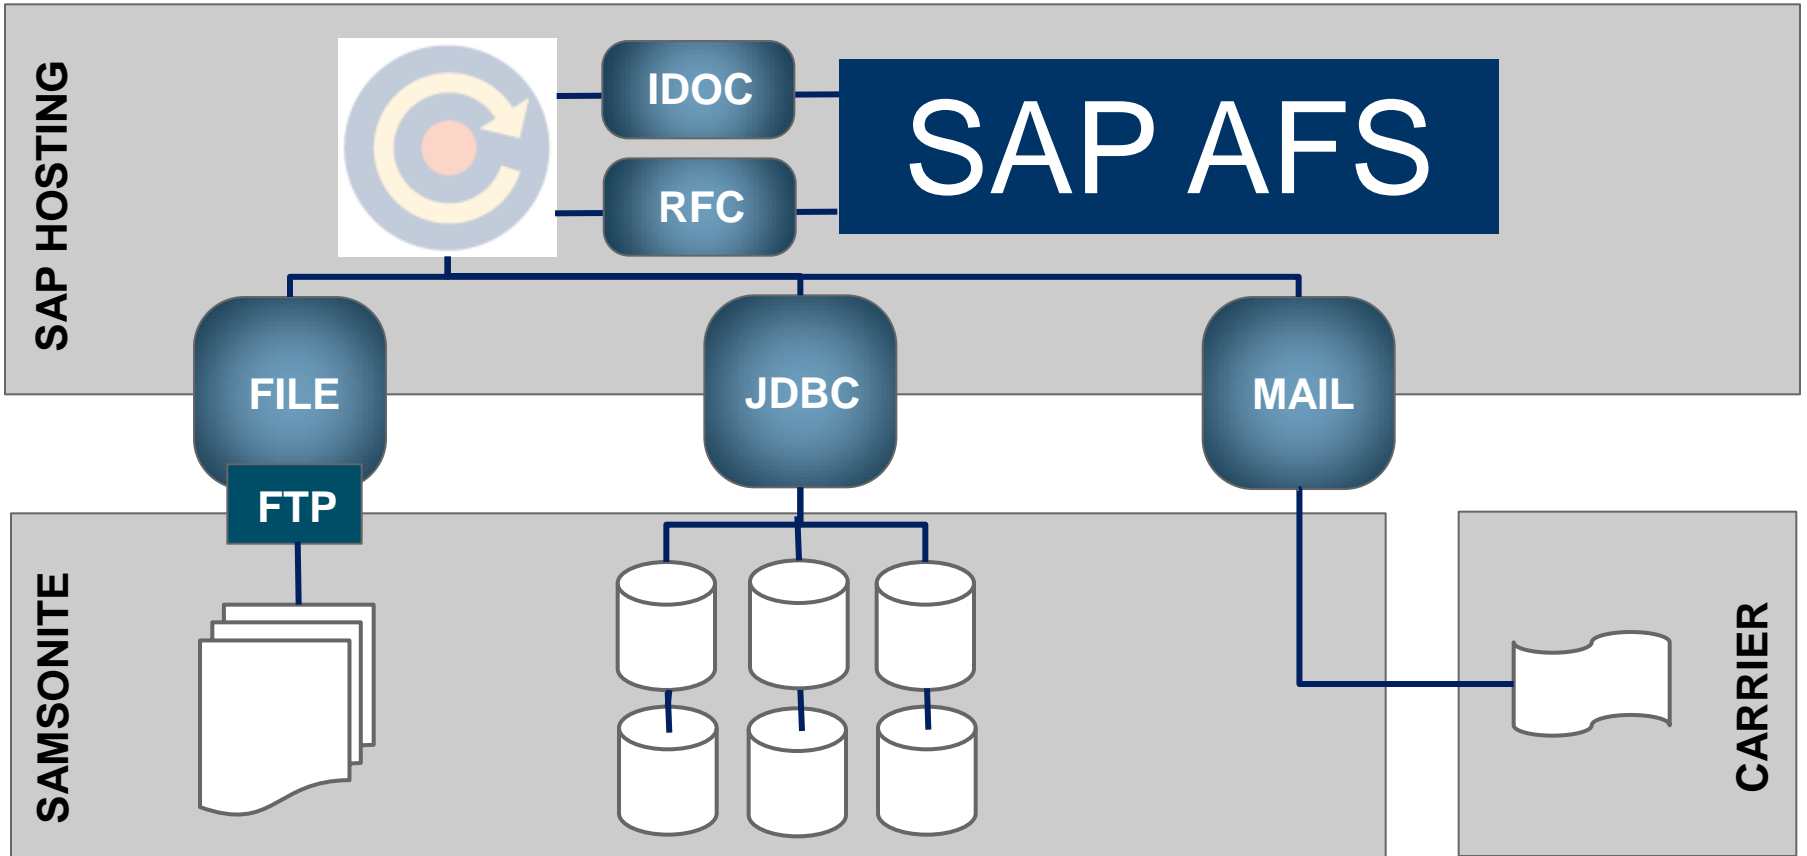 SAP HOSTING
IDOC
SAP AFS
RFC
FILE
JDBC
MAIL
FTP
SAMSONITE
CARRIER